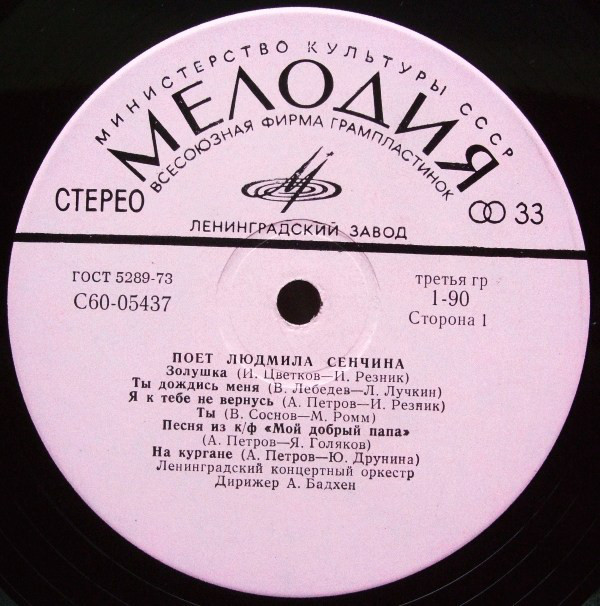 МИНИСТЕРСТВО КУЛЬТУРЫ СССР
МЕЛОДИЯ
ВСЕСОЮЗНАЯ ФИРМА ГРАМПЛАСТИНОК
СТЕРЕО
33
ЛЕНИНГРАДСКИЙ ЗАВОД
ГОСТ 5289-73
третья гр
С60-05437
1-90
Сторона 1
ПОЕТ ЛЮДМИЛА СЕНЧИНА
Золушка (И. Цветков—И. Резник)
Ты дождись меня (В. Лебедев—Л. Лучкин)
Я к тебе не вернусь (А. Петров—И. Резник)
Ты (В. Соснов—М. Ромм)
Песня из к/ф «Мой добрый папа»
(А. Петров—Я. Голяков)
На кургане (А. Петров—Ю. Друнина)
Ленинградский концертный оркестр
Дирижер А. Бадхен